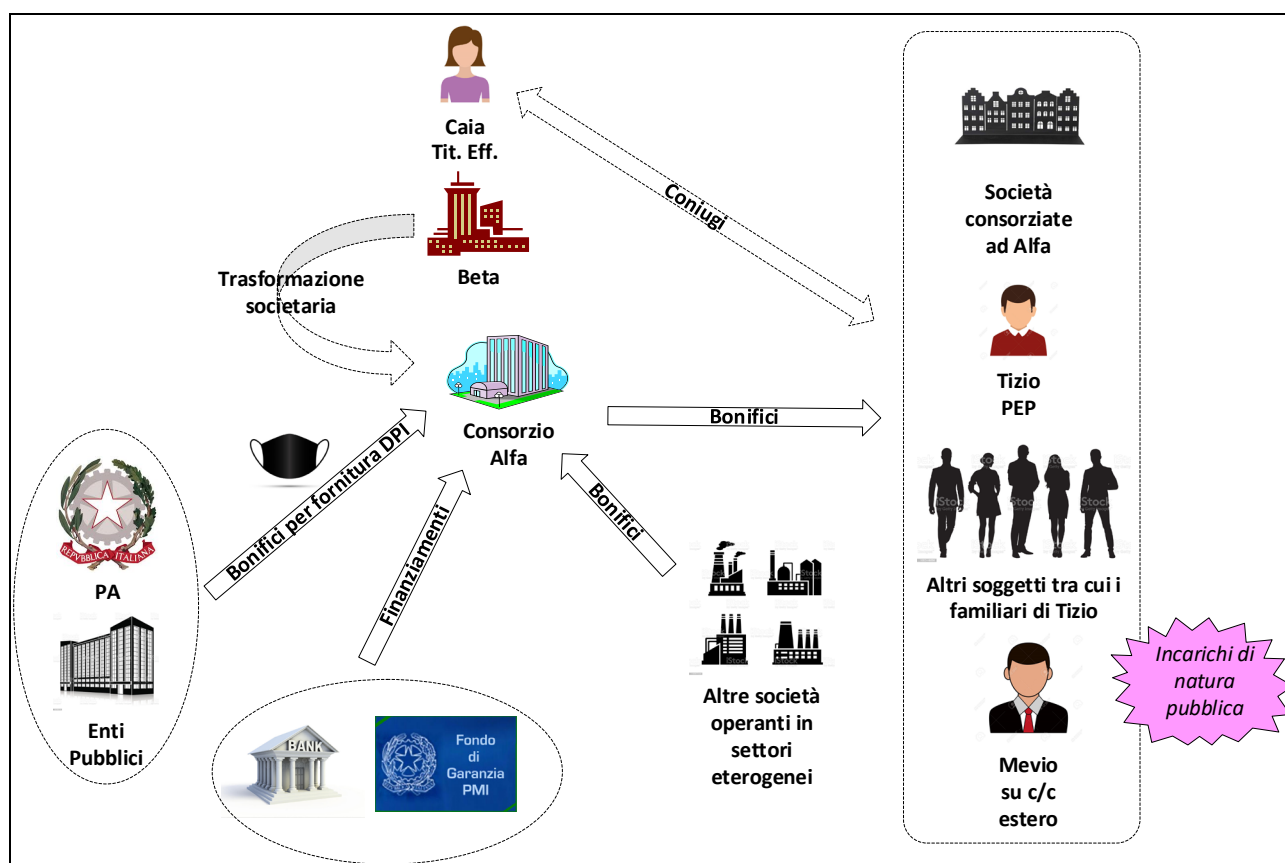 Caia
Tit. Eff.
Beta
Trasformazione
societaria
Coniugi
Consorzio
Alfa
Bonifici
Bonifici per fornitura DPI
Finanziamenti
Bonifici
REPVBBLICA ITALIANA
PA
Enti
Pubblici
BANK
Fondo
di
Garanzia
PMI
Altre società
operanti in
settori
eterogenei
Società
consorziate
ad Alfa
Tizio
PEP
iStock
Altri soggetti tra cui i
familiari di Tizio
Mevio
su c/c
estero
Incarichi di
natura
pubblica